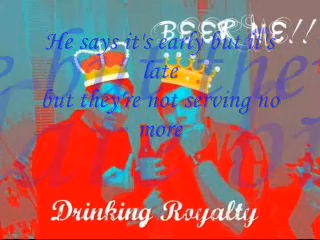 BEER ME!!
He says it's early but it's
late
but they're not serving no
more
Drinking Royalty